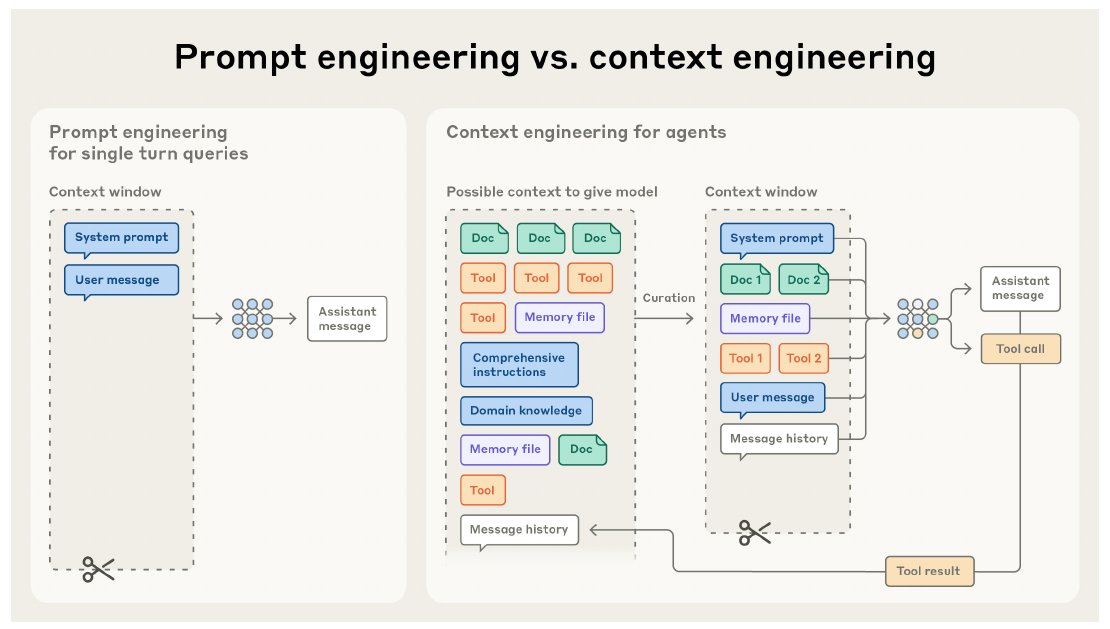 Prompt engineering vs. context engineering
Prompt engineering
for single turn queries
Context window
System prompt
User message
Assistant
message
Context engineering for agents
Possible context to give model
Doc Doc Doc
Tool Tool Tool
Tool Memory file
Comprehensive
instructions
Domain knowledge
Memory file Doc
Tool
Message history
Curation
Context window
System prompt
Doc 1 Doc 2
Memory file
Tool 1 Tool 2
User message
Message history
Assistant
message
Tool call
Tool result